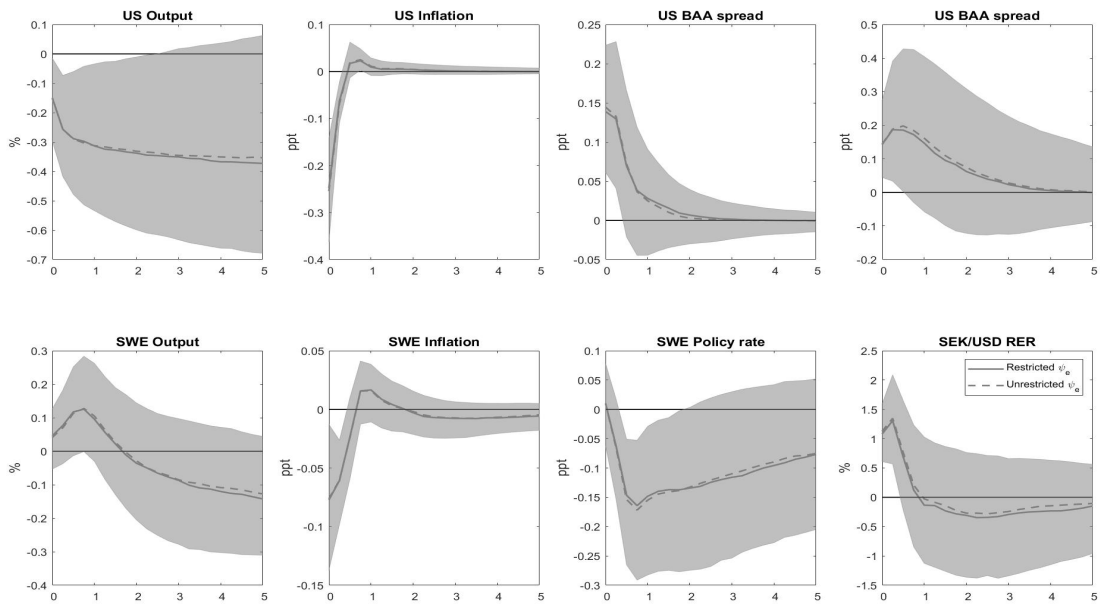 US Output
US Inflation
US BAA spread
US BAA spread
%
0.1
0
-0.1
-0.2
-0.3
-0.4
-0.5
-0.6
-0.7
0 1 2 3 4 5
ppt
0.1
0
-0.1
-0.2
-0.3
-0.4
0 1 2 3 4 5
ppt
0.25
0.2
0.15
0.1
0.05
0
-0.05
0 1 2 3 4 5
ppt
0.5
0.4
0.3
0.2
0.1
0
-0.1
-0.2
0 1 2 3 4 5
SWE Output
SWE Inflation
SWE Policy rate
SEK/USD RER
%
0.3
0.2
0.1
0
-0.1
-0.2
-0.3
-0.4
0 1 2 3 4 5
ppt
0.05
0
-0.05
-0.1
-0.15
0 1 2 3 4 5
ppt
0.1
0.05
0
-0.05
-0.1
-0.15
-0.2
-0.25
-0.3
0 1 2 3 4 5
%
2.5
2
1.5
1
0.5
0
-0.5
-1
-1.5
0 1 2 3 4 5
Restricted ψe
Unrestricted ψe